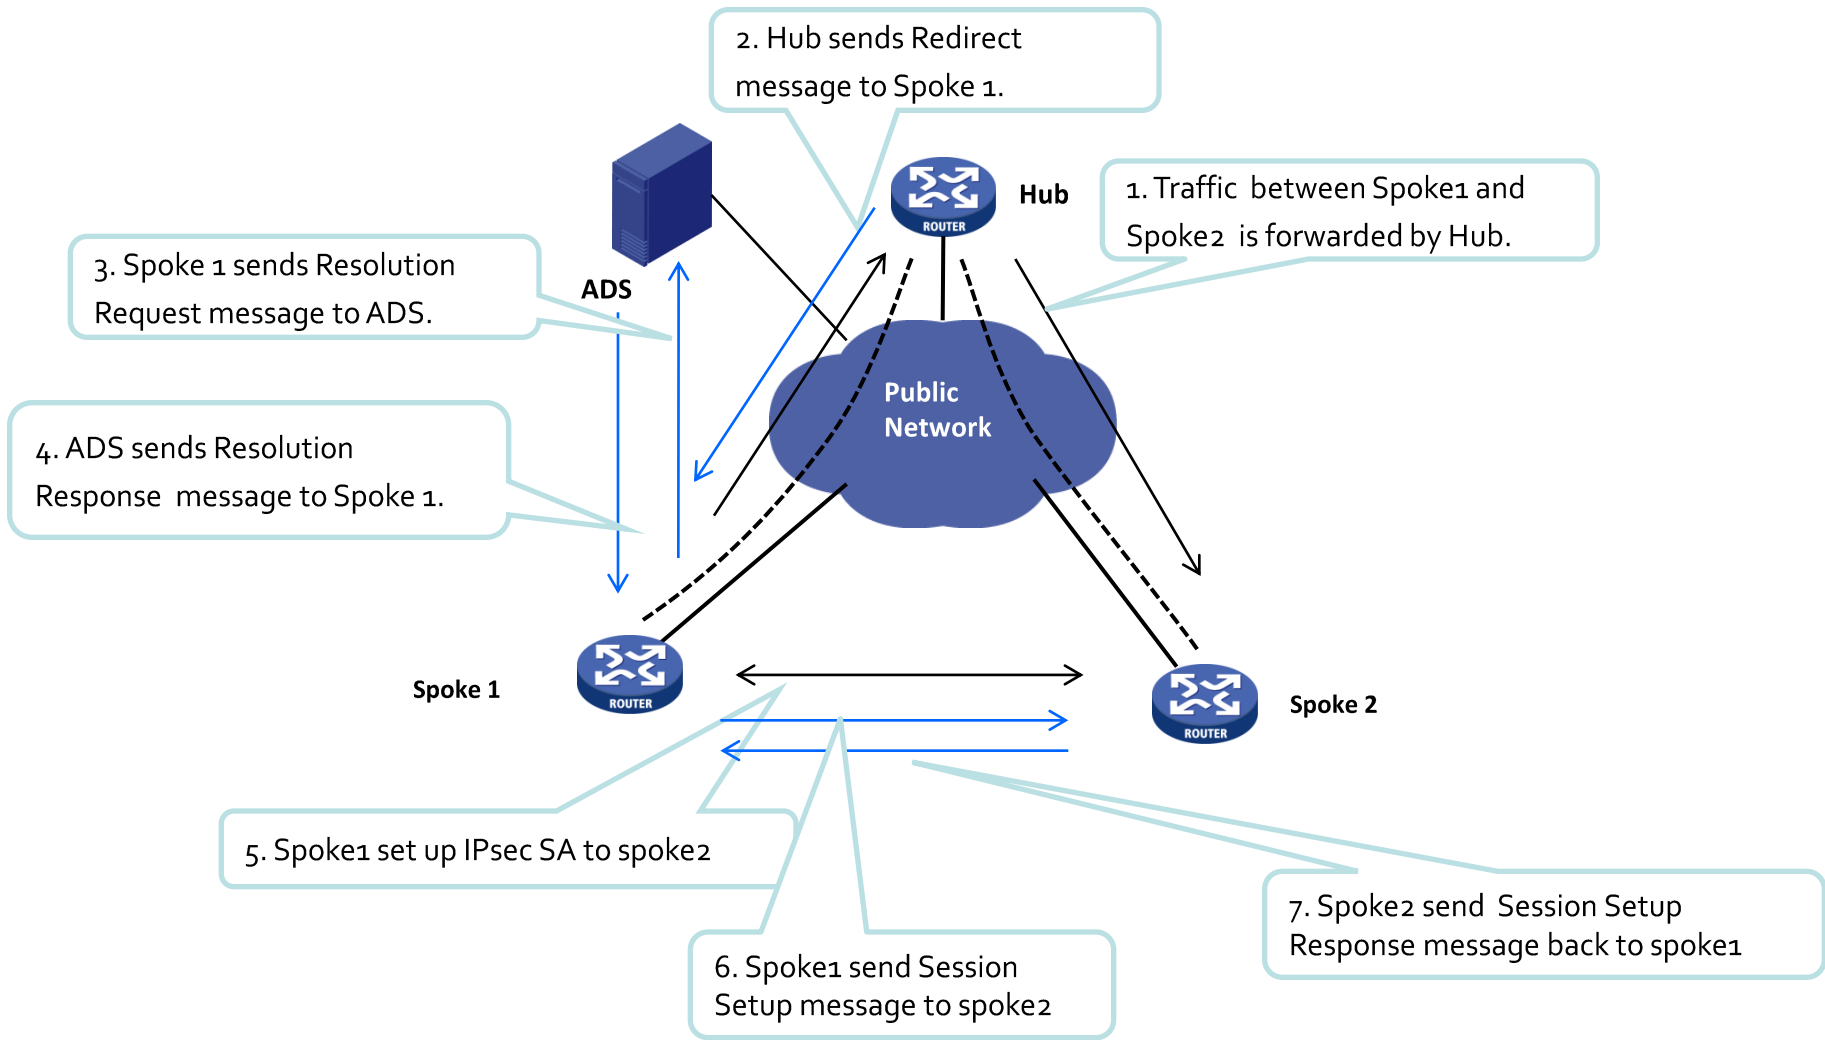 2. Hub sends Redirect
message to Spoke 1.
Hub
ROUTER
1. Traffic between Spoke1 and
Spoke2 is forwarded by Hub.
3. Spoke 1 sends Resolution
Request message to ADS.
ADS
Public
Network
4. ADS sends Resolution
Response message to Spoke 1.
Spoke 1
ROUTER
Spoke 2
ROUTER
5. Spoke1 set up IPsec SA to spoke2
6. Spoke1 send Session
Setup message to spoke2
7. Spoke2 send Session Setup
Response message back to spoke1